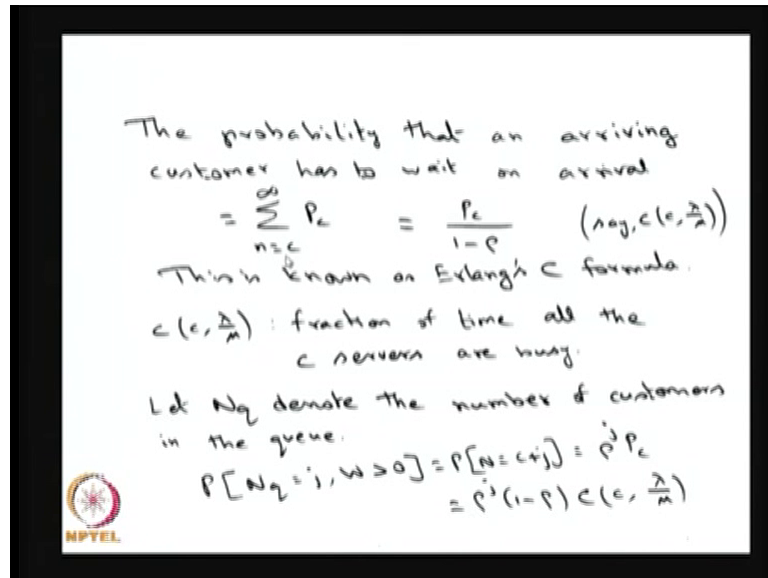 The probability that an arriving
customer has to wait on arrival
= ∞ Σ n=c P_c = P_c / 1-ρ (say, C(c, λ/μ))
This is known as Erlang's C formula.
C(c, λ/μ) : fraction of time all the
c servers are busy.
Let Nq denote the number of customers
in the queue.
P[Nq = j, W>0] = P[N = c+j] = ρ^j P_c
= ρ^j (1-ρ) C(c, λ/μ)
NPTEL